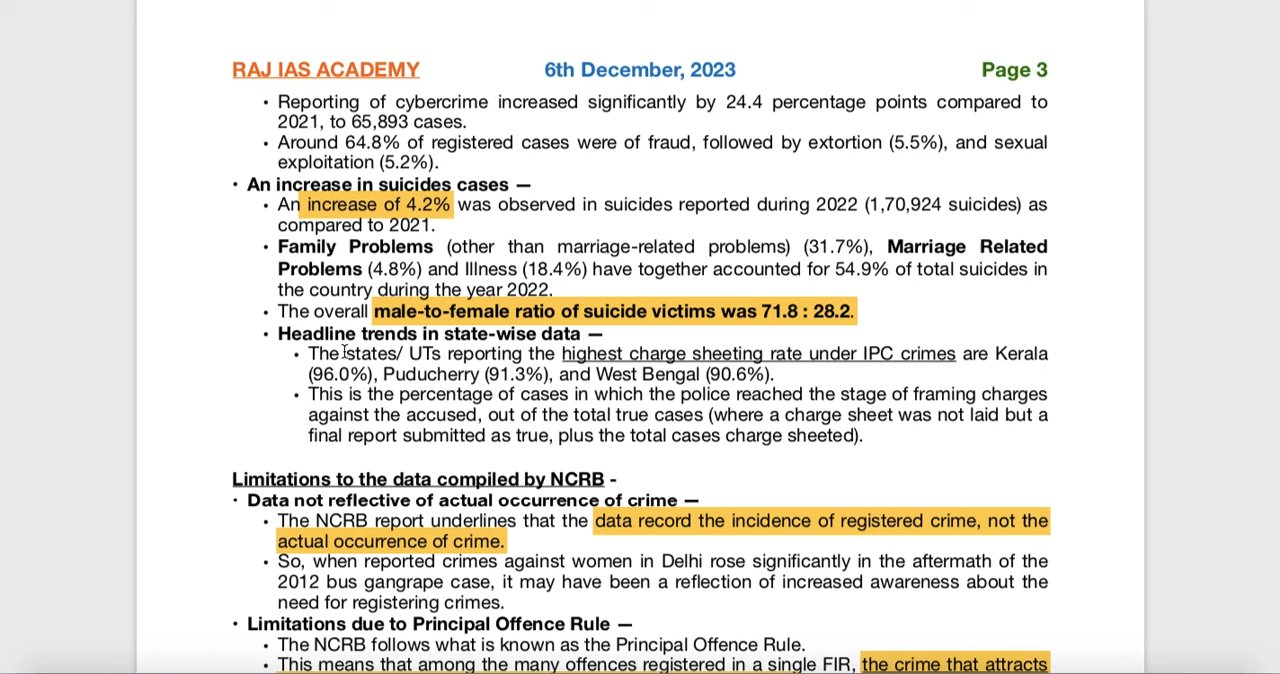 RAJ IAS ACADEMY 6th December, 2023 Page 3
• Reporting of cybercrime increased significantly by 24.4 percentage points compared to
2021, to 65,893 cases.
• Around 64.8% of registered cases were of fraud, followed by extortion (5.5%), and sexual
exploitation (5.2%).
• An increase in suicides cases —
• An increase of 4.2% was observed in suicides reported during 2022 (1,70,924 suicides) as
compared to 2021.
• Family Problems (other than marriage-related problems) (31.7%), Marriage Related
Problems (4.8%) and Illness (18.4%) have together accounted for 54.9% of total suicides in
the country during the year 2022.
• The overall male-to-female ratio of suicide victims was 71.8 : 28.2.
• Headline trends in state-wise data —
• The states/ UTs reporting the highest charge sheeting rate under IPC crimes are Kerala
(96.0%), Puducherry (91.3%), and West Bengal (90.6%).
• This is the percentage of cases in which the police reached the stage of framing charges
against the accused, out of the total true cases (where a charge sheet was not laid but a
final report submitted as true, plus the total cases charge sheeted).
Limitations to the data compiled by NCRB -
• Data not reflective of actual occurrence of crime —
• The NCRB report underlines that the data record the incidence of registered crime, not the
actual occurrence of crime.
• So, when reported crimes against women in Delhi rose significantly in the aftermath of the
2012 bus gangrape case, it may have been a reflection of increased awareness about the
need for registering crimes.
• Limitations due to Principal Offence Rule —
• The NCRB follows what is known as the Principal Offence Rule.
• This means that among the many offences registered in a single FIR, the crime that attracts